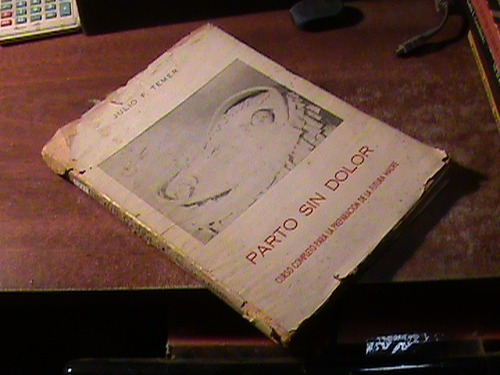 JULIO F. TEMER
PARTO SIN DOLOR
CURSO COMPLETO PARA LA PREPARACION DE LA FUTURA MADRE